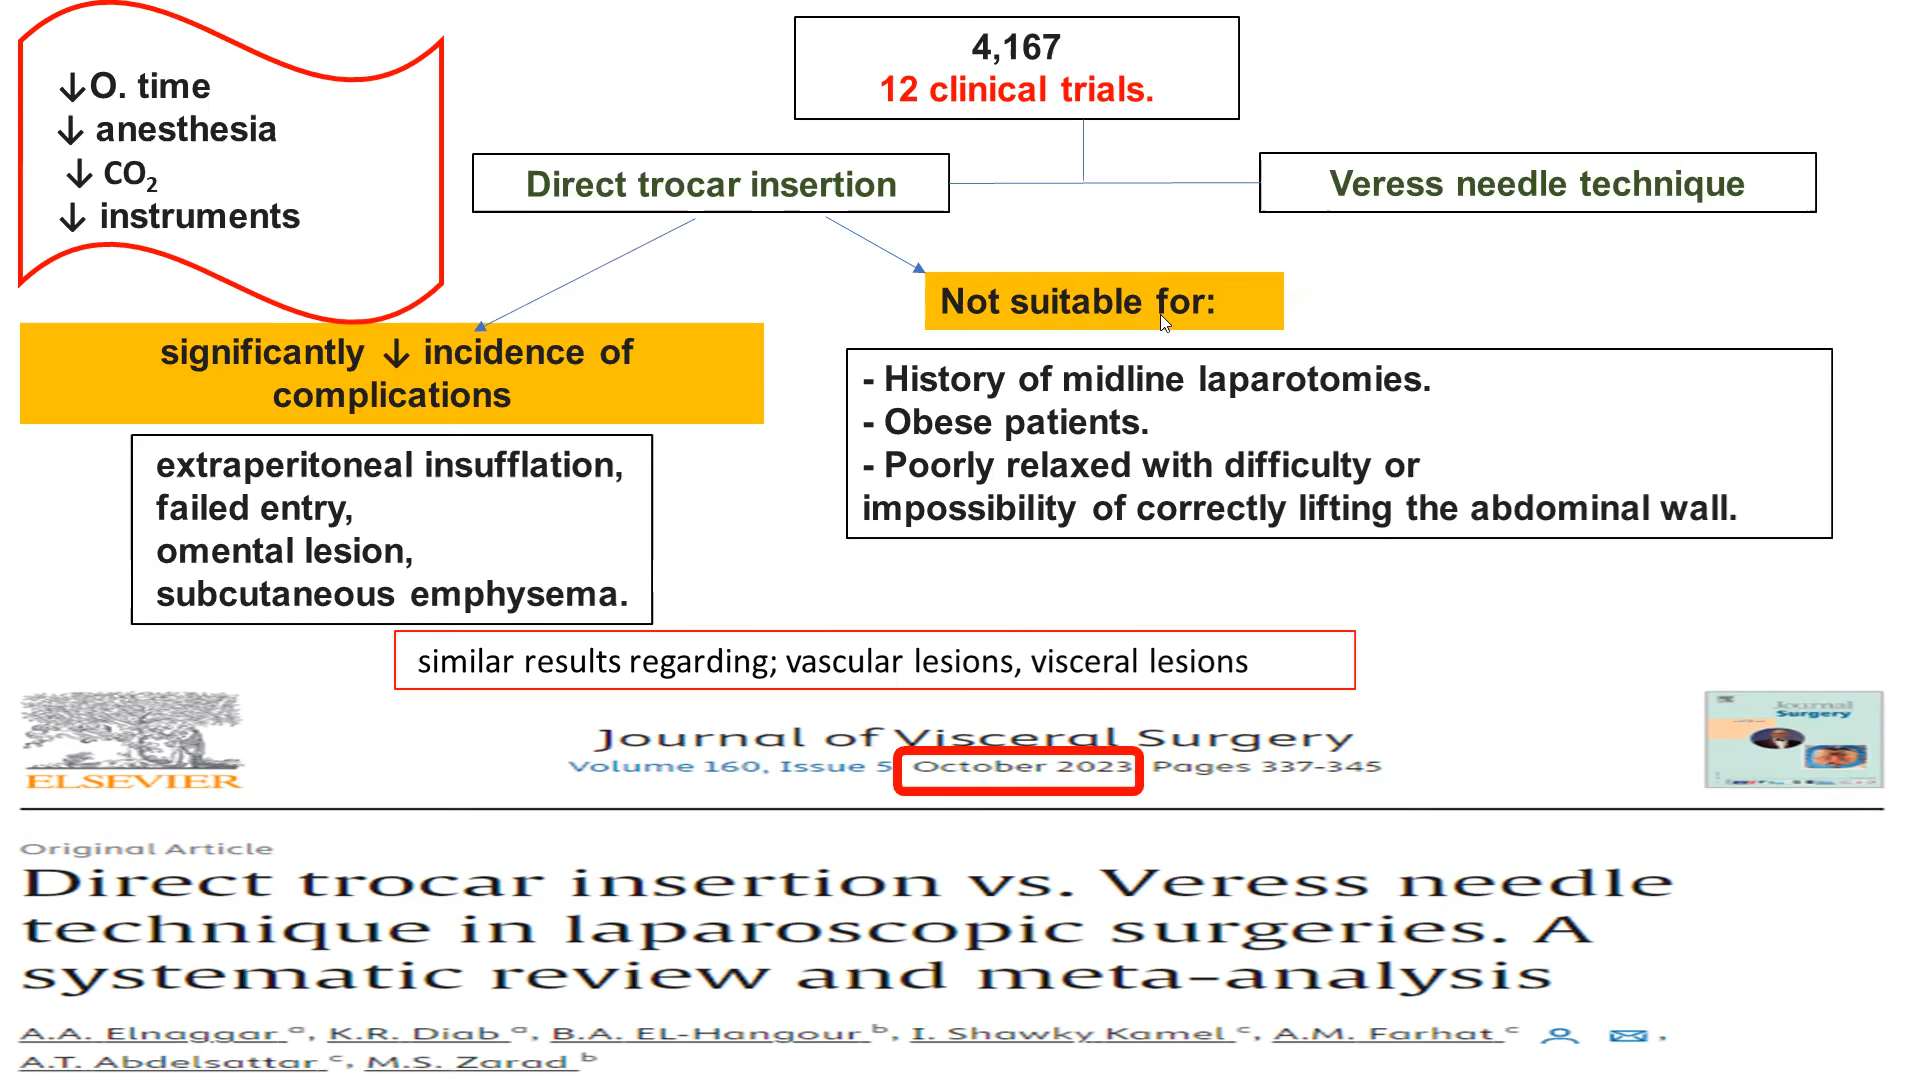 ↓O. time
↓ anesthesia
↓ CO₂
↓ instruments
4,167
12 clinical trials.
Direct trocar insertion
Veress needle technique
significantly ↓ incidence of
complications
extraperitoneal insufflation,
failed entry,
omental lesion,
subcutaneous emphysema.
Not suitable for:
- History of midline laparotomies.
- Obese patients.
- Poorly relaxed with difficulty or
impossibility of correctly lifting the abdominal wall.
similar results regarding; vascular lesions, visceral lesions
ELSEVIER
Journal of Visceral Surgery
Volume 160, Issue 5 October 2023 Pages 337-345
Journal
Surgery
Original Article
Direct trocar insertion vs. Veress needle
technique in laparoscopic surgeries. A
systematic review and meta-analysis
A.A. Elnaggar ᵃ, K.R. Diab ᵃ, B.A. EL-Hangour ᵇ, I. Shawky Kamel ᶜ, A.M. Farhat ᶜ ,
A.T. Abdelsattar ᶜ, M.S. Zarad ᵇ